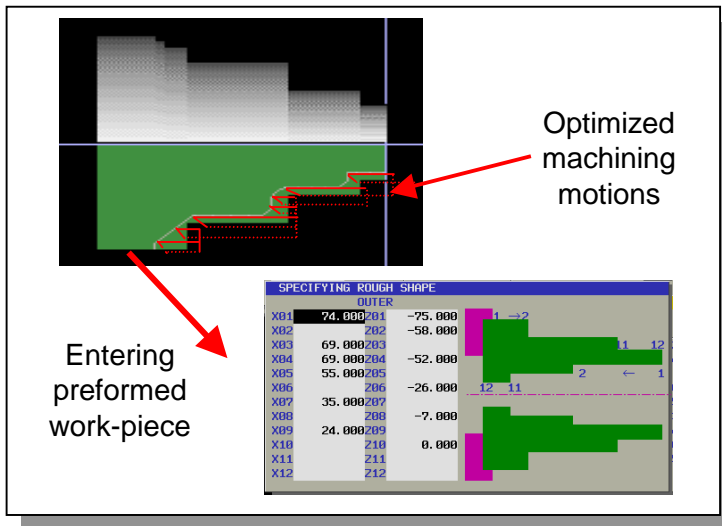 Optimized
machining
motions
Entering
preformed
work-piece
SPECIFYING ROUGH SHAPE
OUTER
X01 74.000 Z01 -75.000
X02 Z02 -58.000
X03 69.000 Z03
X04 69.000 Z04 -52.000
X05 55.000 Z05
X06 Z06 -26.000
X07 35.000 Z07
X08 Z08 -7.000
X09 24.000 Z09
X10 Z10 0.000
X11 Z11
X12 Z12
1 →2
11 12
2 ← 1
12 11